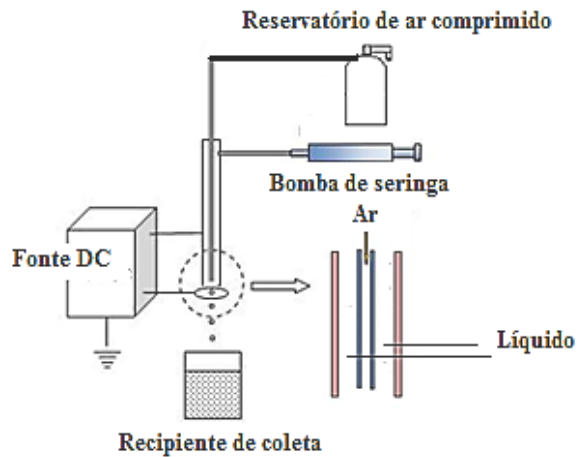 Reservatório de ar comprimido
Bomba de seringa
Ar
Fonte DC
Líquido
Recipiente de coleta